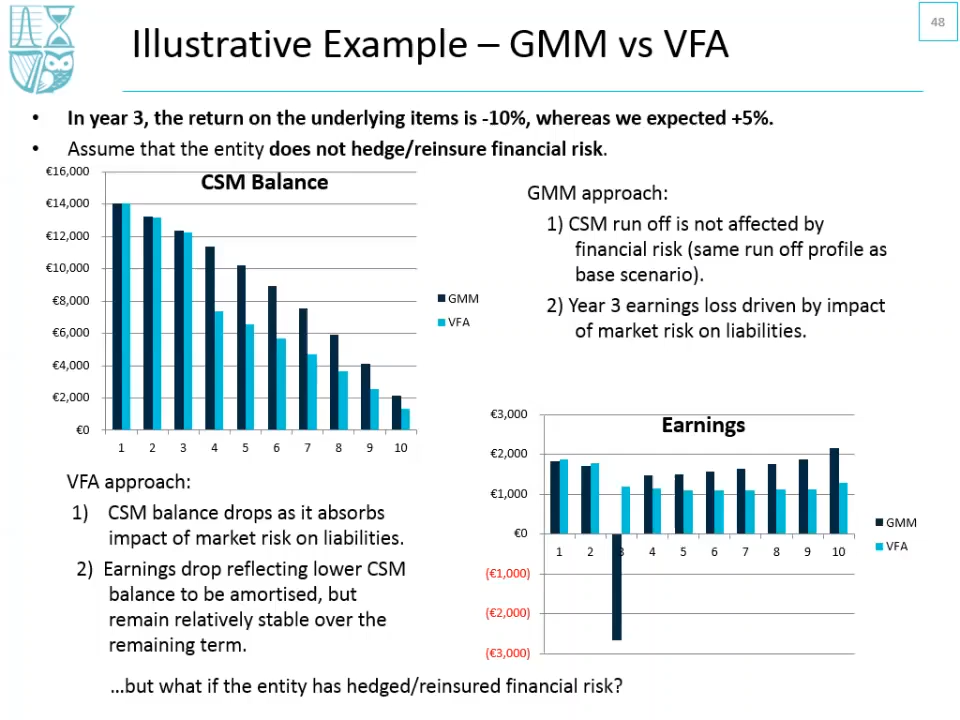 48
Illustrative Example – GMM vs VFA
• In year 3, the return on the underlying items is -10%, whereas we expected +5%.
• Assume that the entity does not hedge/reinsure financial risk.
CSM Balance
€16,000
€14,000
€12,000
€10,000
€8,000
€6,000
€4,000
€2,000
€0
1 2 3 4 5 6 7 8 9 10
GMM
VFA
GMM approach:
1) CSM run off is not affected by
financial risk (same run off profile as
base scenario).
2) Year 3 earnings loss driven by impact
of market risk on liabilities.
VFA approach:
1) CSM balance drops as it absorbs
impact of market risk on liabilities.
2) Earnings drop reflecting lower CSM
balance to be amortised, but
remain relatively stable over the
remaining term.
Earnings
€3,000
€2,000
€1,000
€0
(€1,000)
(€2,000)
(€3,000)
1 2 3 4 5 6 7 8 9 10
GMM
VFA
...but what if the entity has hedged/reinsured financial risk?